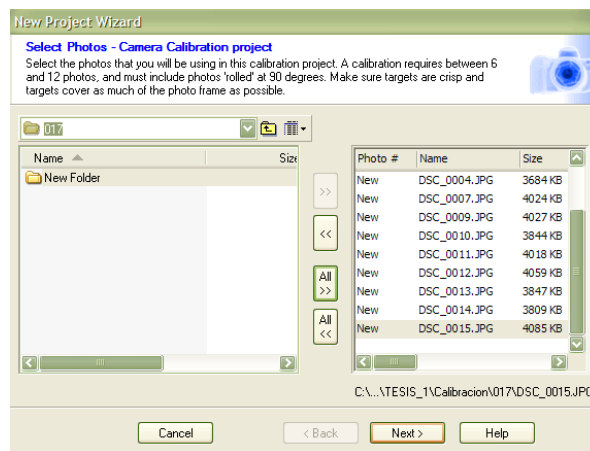 New Project Wizard
Select Photos - Camera Calibration project
Select the photos that you will be using in this calibration project. A calibration requires between 6
and 12 photos, and must include photos 'rolled' at 90 degrees. Make sure targets are crisp and
targets cover as much of the photo frame as possible.
017
Name Size
New Folder
>>
<<
All
>>
All
<<
Photo # Name Size
New DSC_0004.JPG 3684 KB
New DSC_0007.JPG 4024 KB
New DSC_0009.JPG 4027 KB
New DSC_0010.JPG 3844 KB
New DSC_0011.JPG 4018 KB
New DSC_0012.JPG 4059 KB
New DSC_0013.JPG 3847 KB
New DSC_0014.JPG 3809 KB
New DSC_0015.JPG 4085 KB
C:\...\TESIS_1\Calibracion\017\DSC_0015.JPG
Cancel < Back Next > Help